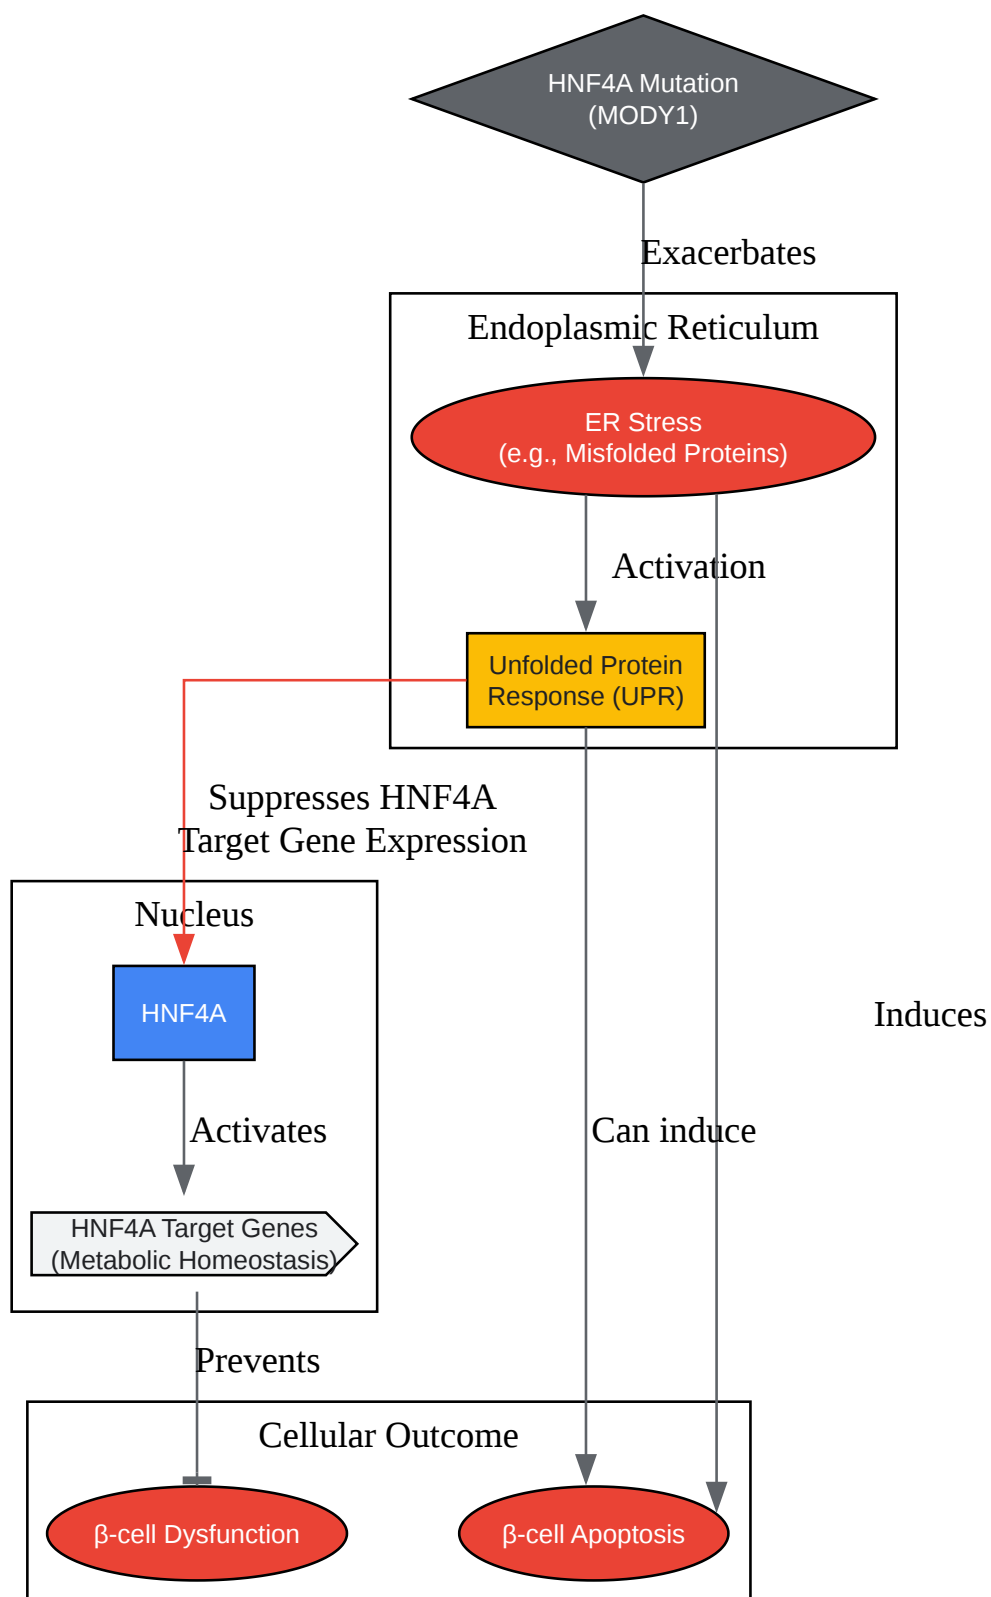 HNF4A Mutation
(MODY1)
Exacerbates
Endoplasmic Reticulum
ER Stress
(e.g., Misfolded Proteins)
Activation
Unfolded Protein
Response (UPR)
Suppresses HNF4A
Target Gene Expression
Nucleus
HNF4A
Induces
Activates
Can induce
HNF4A Target Genes
(Metabolic Homeostasis)
Prevents
Cellular Outcome
β-cell Dysfunction
β-cell Apoptosis